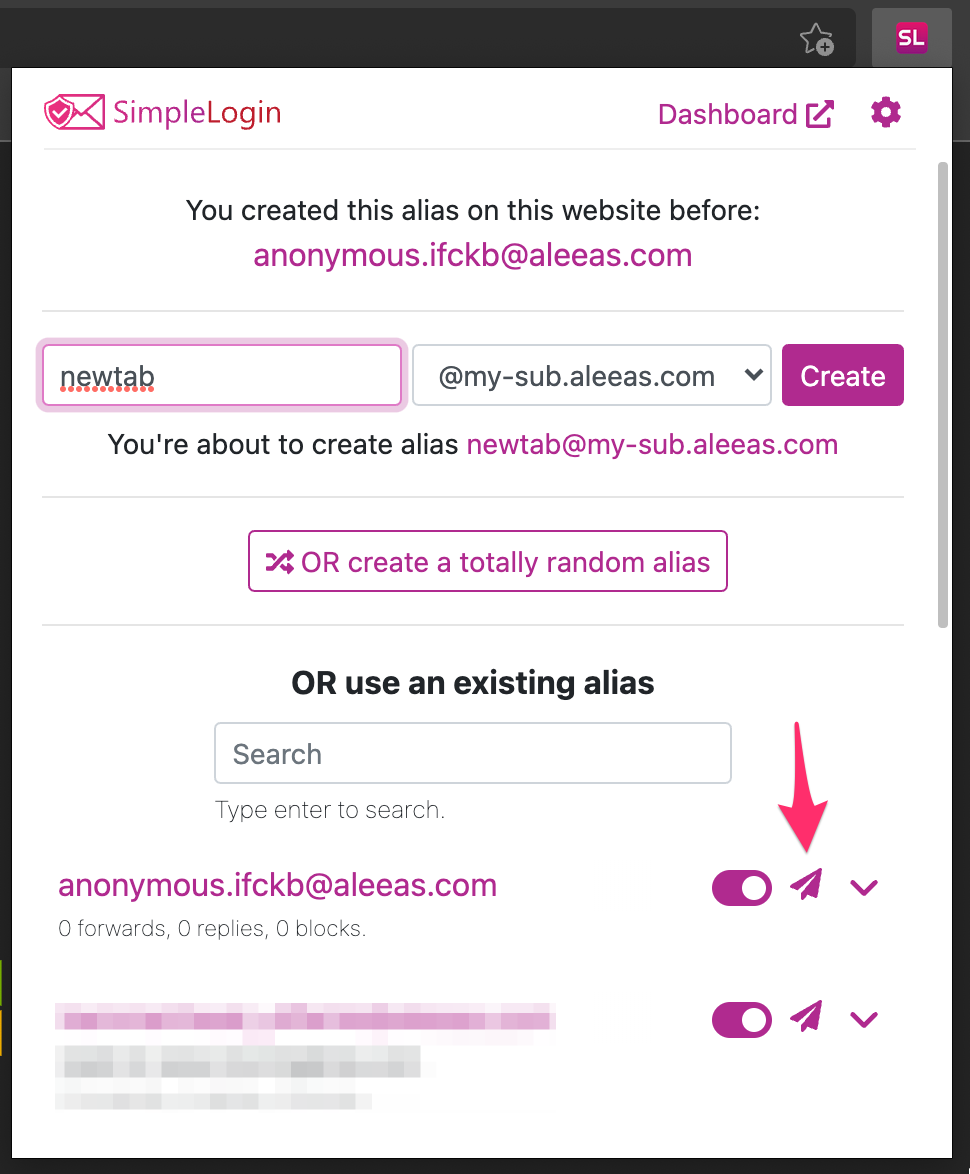 SL
SimpleLogin
Dashboard
You created this alias on this website before:
anonymous.ifckb@aleeas.com
newtab @my-sub.aleeas.com Create
You're about to create alias newtab@my-sub.aleeas.com
OR create a totally random alias
OR use an existing alias
Search
Type enter to search.
anonymous.ifckb@aleeas.com
0 forwards, 0 replies, 0 blocks.